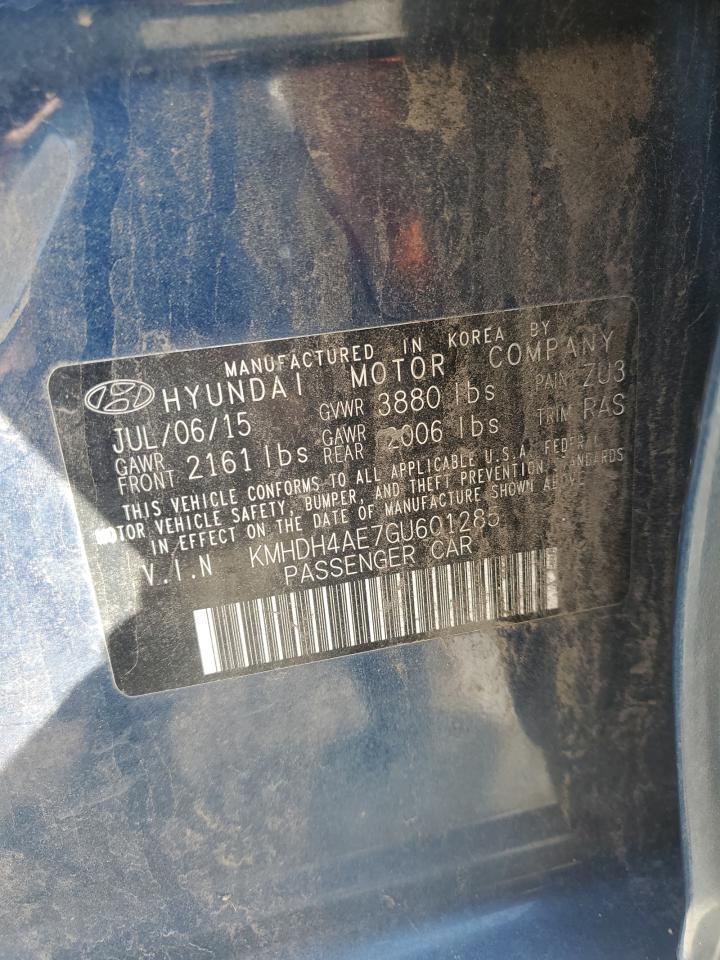 MANUFACTURED IN KOREA BY
HYUNDAI MOTOR COMPANY
JUL/06/15 GVWR 3880 lbs PAINT ZU3
GAWR FRONT 2161 lbs GAWR REAR 2006 lbs TRIM RAS
THIS VEHICLE CONFORMS TO ALL APPLICABLE U.S.A. FEDERAL
MOTOR VEHICLE SAFETY, BUMPER, AND THEFT PREVENTION STANDARDS
IN EFFECT ON THE DATE OF MANUFACTURE SHOWN ABOVE
V.I.N KMHDH4AE7GU601285
PASSENGER CAR